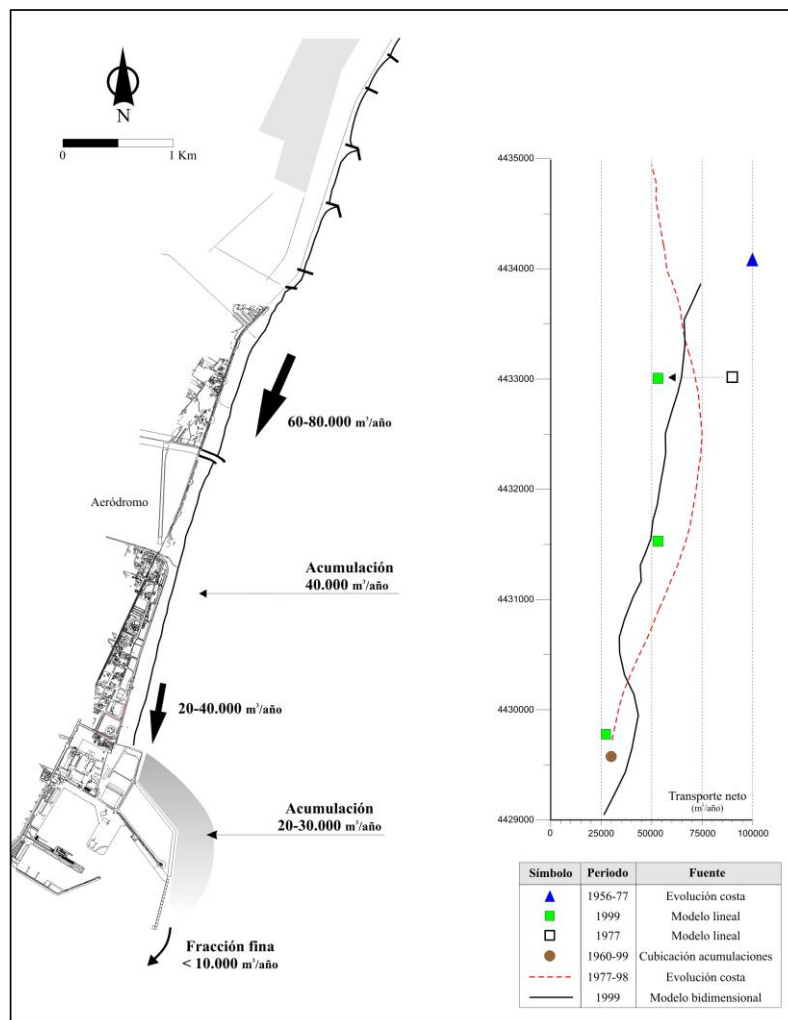 N
0
1 Km
60-80.000 m³/año
Aeródromo
Acumulación
40.000 m³/año
20-40.000 m³/año
Acumulación
20-30.000 m³/año
Fracción fina
< 10.000 m³/año
4435000
4434000
4433000
4432000
4431000
4430000
4429000
Transporte neto
(m³/año)
0
25000
50000
75000
100000
Símbolo Periodo Fuente
1956-77 Evolución costa
1999 Modelo lineal
1977 Modelo lineal
1960-99 Cubicación acumulaciones
1977-98 Evolución costa
1999 Modelo bidimensional